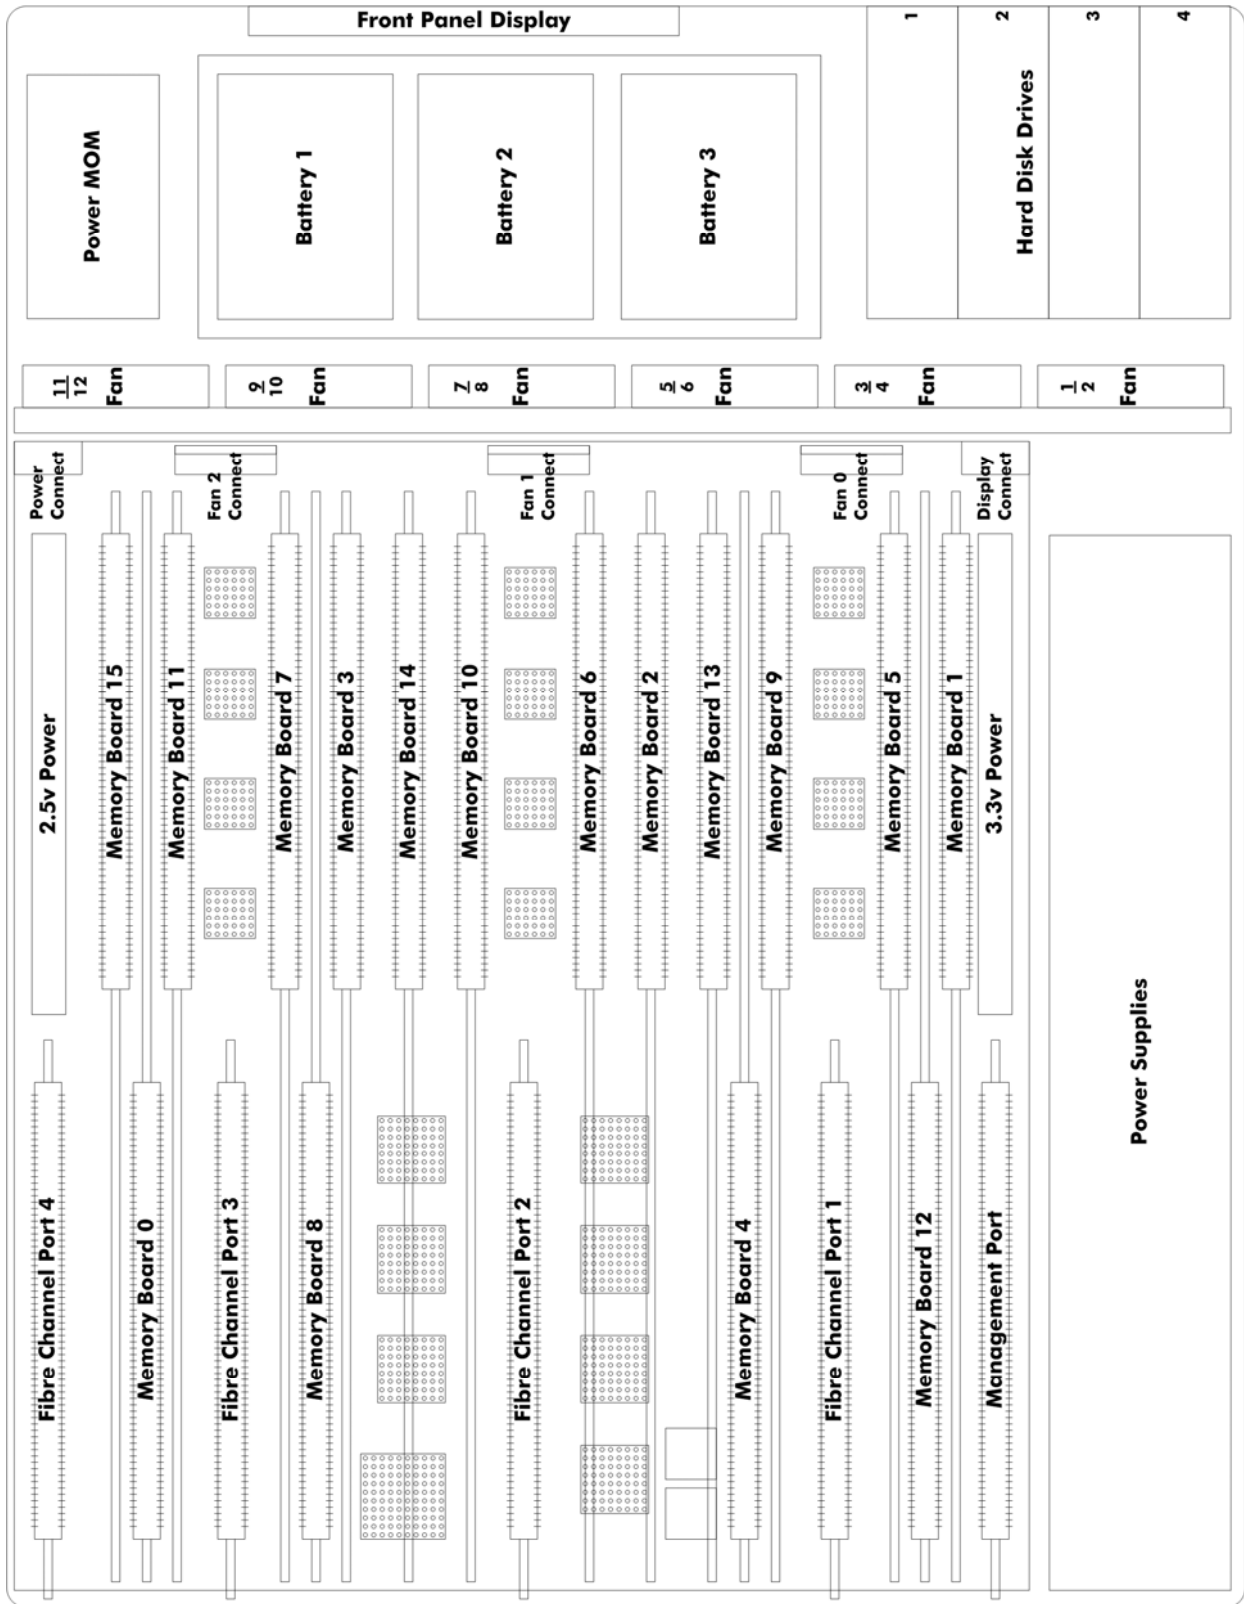 Front Panel Display
1
2
3
4
Power MOM
Battery 1
Battery 2
Battery 3
Hard Disk Drives
11
12
Fan
9
10
Fan
7
8
Fan
5
6
Fan
3
4
Fan
1
2
Fan
Power
Connect
Fan 2
Connect
Fan 1
Connect
Fan 0
Connect
Display
Connect
2.5v Power
Memory Board 15
Memory Board 11
Memory Board 7
Memory Board 3
Memory Board 14
Memory Board 10
Memory Board 6
Memory Board 2
Memory Board 13
Memory Board 9
Memory Board 5
Memory Board 1
3.3v Power
Power Supplies
Fibre Channel Port 4
Memory Board 0
Fibre Channel Port 3
Memory Board 8
Fibre Channel Port 2
Memory Board 4
Fibre Channel Port 1
Memory Board 12
Management Port